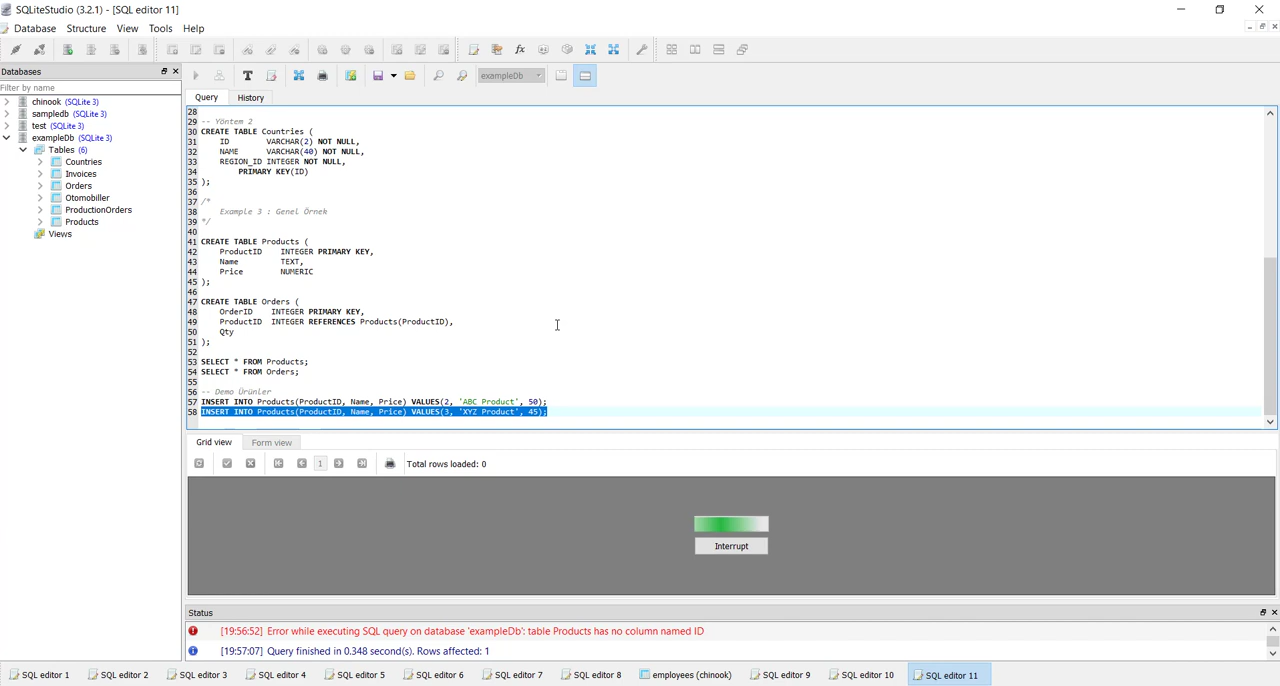 SQLiteStudio (3.2.1) - [SQL editor 11]
Database Structure View Tools Help
Databases
exampleDb
Filter by name
Query History
chinook (SQLite 3)
sampledb (SQLite 3)
test (SQLite 3)
exampleDb (SQLite 3)
Tables (6)
Countries
Invoices
Orders
Otomobiller
ProductionOrders
Products
Views
28
29 -- Yöntem 2
30 CREATE TABLE Countries (
31 ID VARCHAR(2) NOT NULL,
32 NAME VARCHAR(40) NOT NULL,
33 REGION_ID INTEGER NOT NULL,
34 PRIMARY KEY(ID)
35 );
36
37 /*
38 Example 3 : Genel Örnek
39 */
40
41 CREATE TABLE Products (
42 ProductID INTEGER PRIMARY KEY,
43 Name TEXT,
44 Price NUMERIC
45 );
46
47 CREATE TABLE Orders (
48 OrderID INTEGER PRIMARY KEY,
49 ProductID INTEGER REFERENCES Products(ProductID),
50 Qty
51 );
52
53 SELECT * FROM Products;
54 SELECT * FROM Orders;
55
56 -- Demo Ürünler
57 INSERT INTO Products(ProductID, Name, Price) VALUES(2, 'ABC Product', 50);
58 INSERT INTO Products(ProductID, Name, Price) VALUES(3, 'XYZ Product', 45);
Grid view Form view
1 Total rows loaded: 0
Interrupt
Status
[19:56:52] Error while executing SQL query on database 'exampleDb': table Products has no column named ID
[19:57:07] Query finished in 0.348 second(s). Rows affected: 1
SQL editor 1 SQL editor 2 SQL editor 3 SQL editor 4 SQL editor 5 SQL editor 6 SQL editor 7 SQL editor 8 employees (chinook) SQL editor 9 SQL editor 10 SQL editor 11